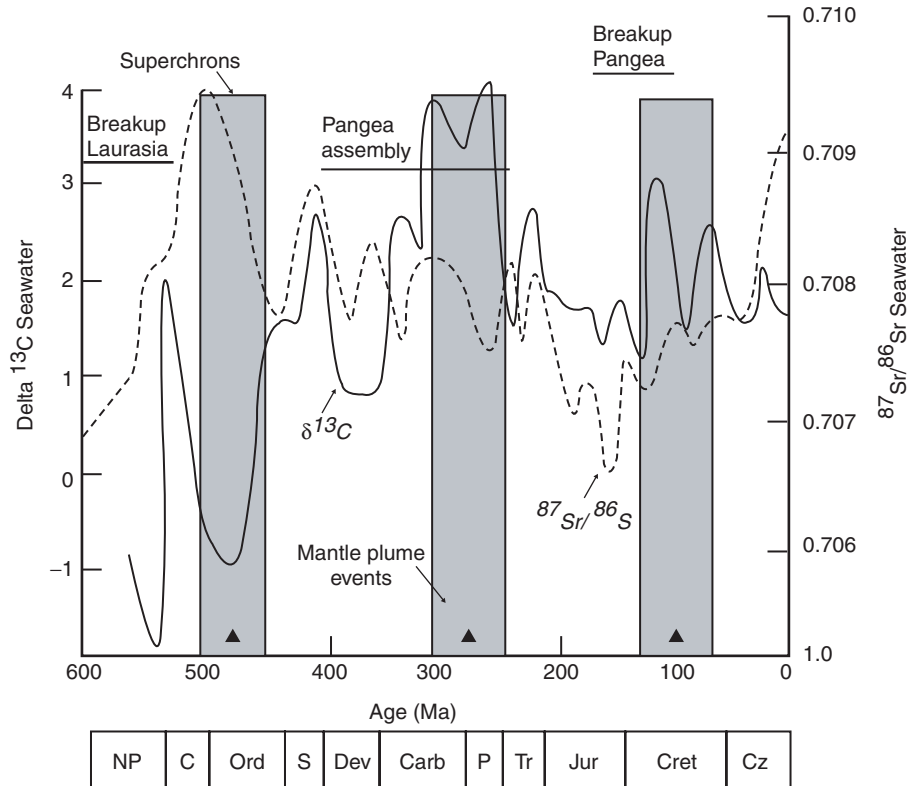 0.710
Superchrons
Breakup
Pangea
4
Breakup
Laurasia
Pangea
assembly
0.709
3
Delta 13C Seawater
2
0.708
87Sr/86Sr Seawater
1
δ13C
0.707
0
87Sr/86S
Mantle plume
events
0.706
–1
1.0
600 500 400 300 200 100 0
Age (Ma)
NP C Ord S Dev Carb P Tr Jur Cret Cz